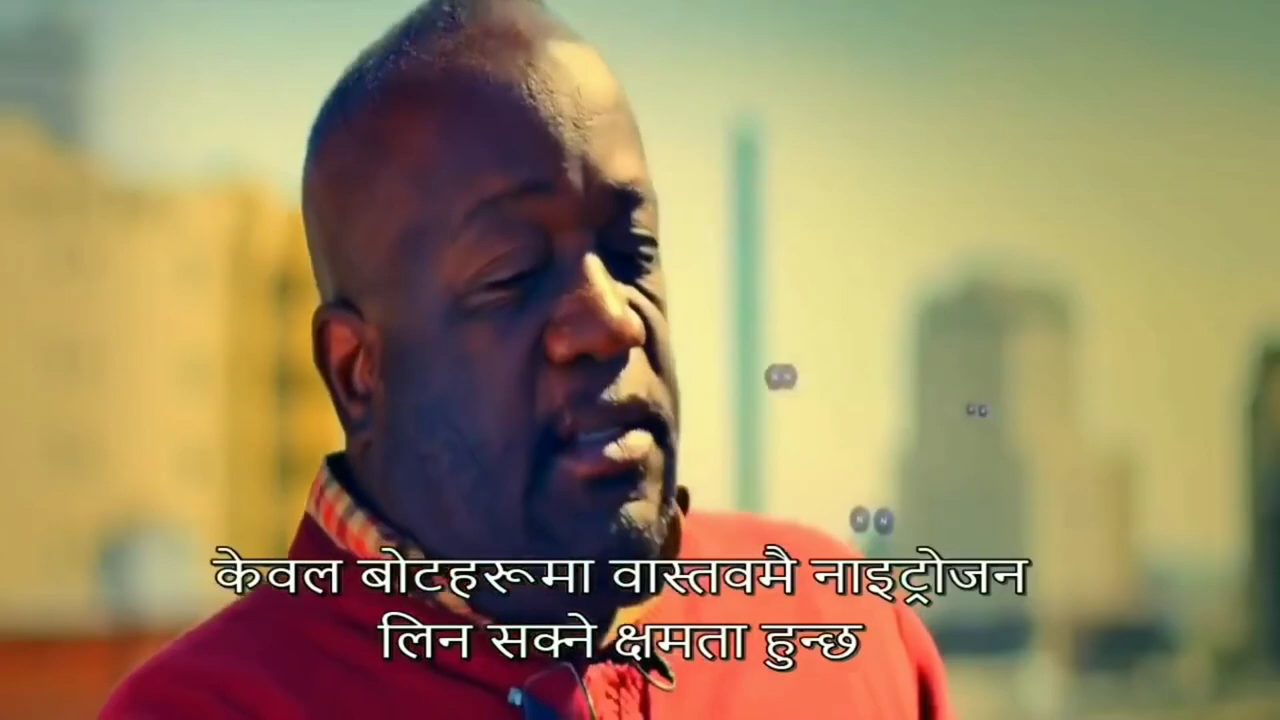 केवल बोटहरूमा वास्तवमै नाइट्रोजन
लिन सक्ने क्षमता हुन्छ
N N